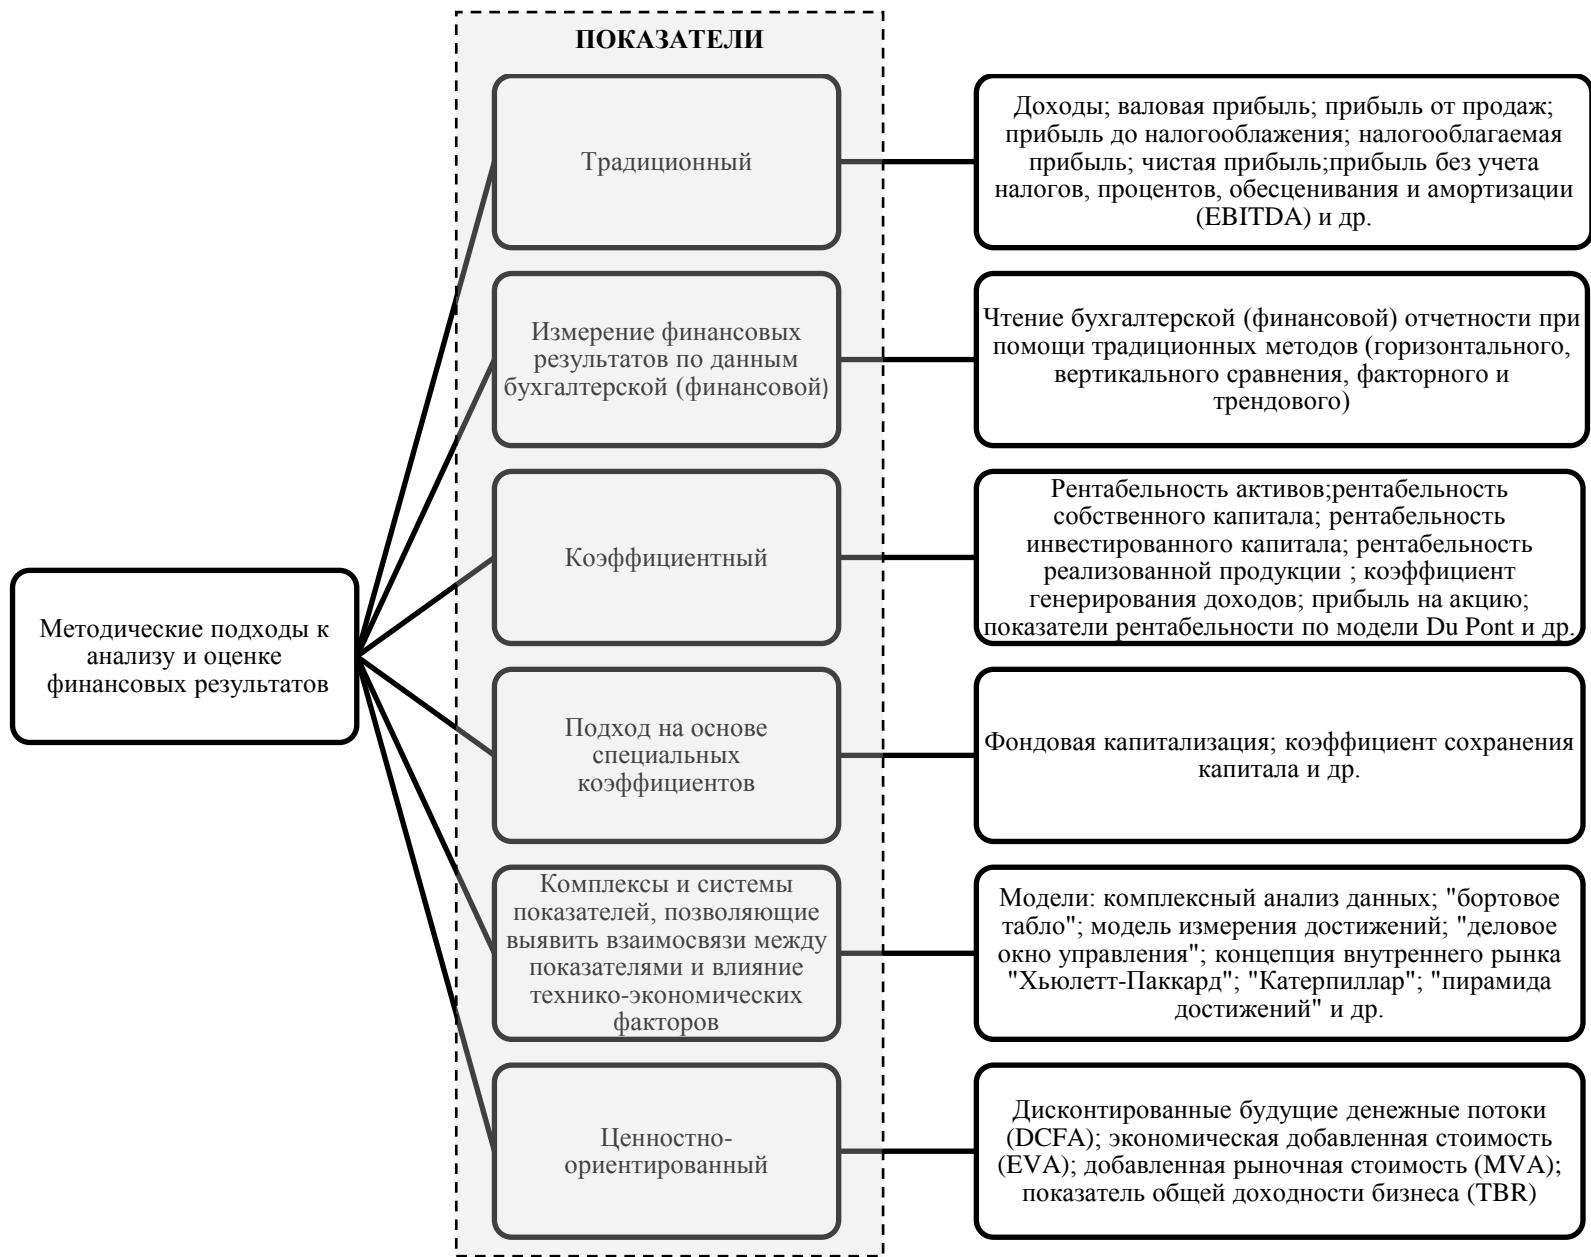 ПОКАЗАТЕЛИ
Методические подходы к
анализу и оценке
финансовых результатов
Традиционный
Доходы; валовая прибыль; прибыль от продаж;
прибыль до налогооблажения; налогооблагаемая
прибыль; чистая прибыль;прибыль без учета
налогов, процентов, обесценивания и амортизации
(EBITDA) и др.
Измерение финансовых
результатов по данным
бухгалтерской (финансовой)
Чтение бухгалтерской (финансовой) отчетности при
помощи традиционных методов (горизонтального,
вертикального сравнения, факторного и
трендового)
Коэффициентный
Рентабельность активов;рентабельность
собственного капитала; рентабельность
инвестированного капитала; рентабельность
реализованной продукции ; коэффициент
генерирования доходов; прибыль на акцию;
показатели рентабельности по модели Du Pont и др.
Подход на основе
специальных
коэффициентов
Фондовая капитализация; коэффициент сохранения
капитала и др.
Комплексы и системы
показателей, позволяющие
выявить взаимосвязи между
показателями и влияние
технико-экономических
факторов
Модели: комплексный анализ данных; "бортовое
табло"; модель измерения достижений; "деловое
окно управления"; концепция внутреннего рынка
"Хьюлетт-Паккард"; "Катерпиллар"; "пирамида
достижений" и др.
Ценностно-
ориентированный
Дисконтированные будущие денежные потоки
(DCFA); экономическая добавленная стоимость
(EVA); добавленная рыночная стоимость (MVA);
показатель общей доходности бизнеса (TBR)